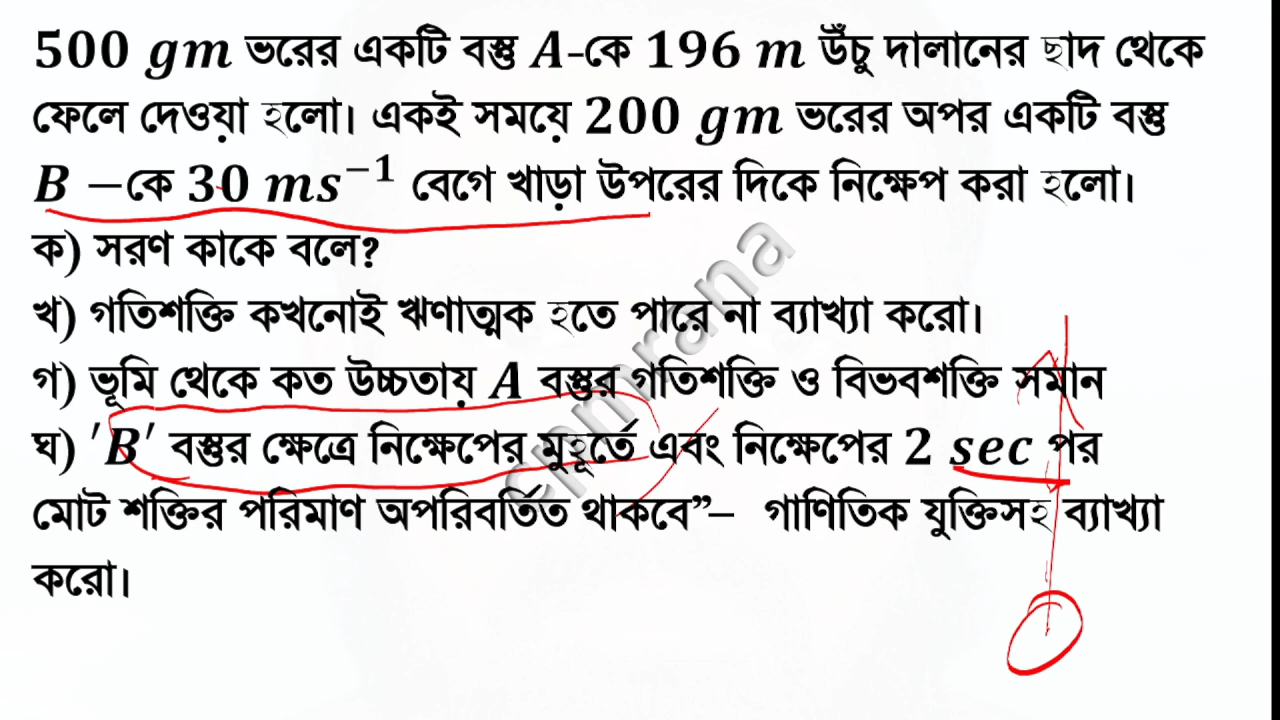 500 gm ভরের একটি বস্তু A-কে 196 m উঁচু দালানের ছাদ থেকে
ফেলে দেওয়া হলো। একই সময়ে 200 gm ভরের অপর একটি বস্তু
B −কে 30 ms⁻¹ বেগে খাড়া উপরের দিকে নিক্ষেপ করা হলো।
ক) সরণ কাকে বলে?
খ) গতিশক্তি কখনোই ঋণাত্মক হতে পারে না ব্যাখ্যা করো।
গ) ভূমি থেকে কত উচ্চতায় A বস্তুর গতিশক্তি ও বিভবশক্তি সমান
ঘ) ′B′ বস্তুর ক্ষেত্রে নিক্ষেপের মুহূর্তে এবং নিক্ষেপের 2 sec পর
মোট শক্তির পরিমাণ অপরিবর্তিত থাকবে”– গাণিতিক যুক্তিসহ ব্যাখ্যা
করো।